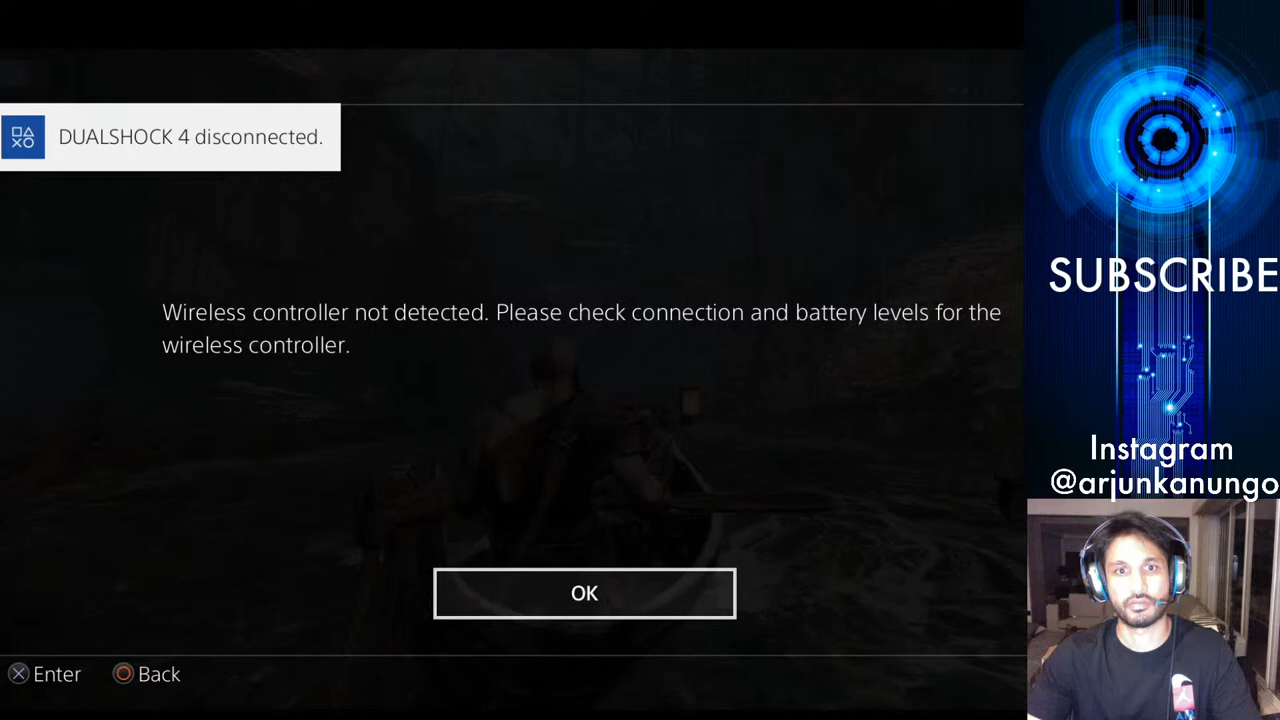 DUALSHOCK 4 disconnected.
Wireless controller not detected. Please check connection and battery levels for the
wireless controller.
OK
Enter
Back
SUBSCRIBE
Instagram
@arjunkanungo